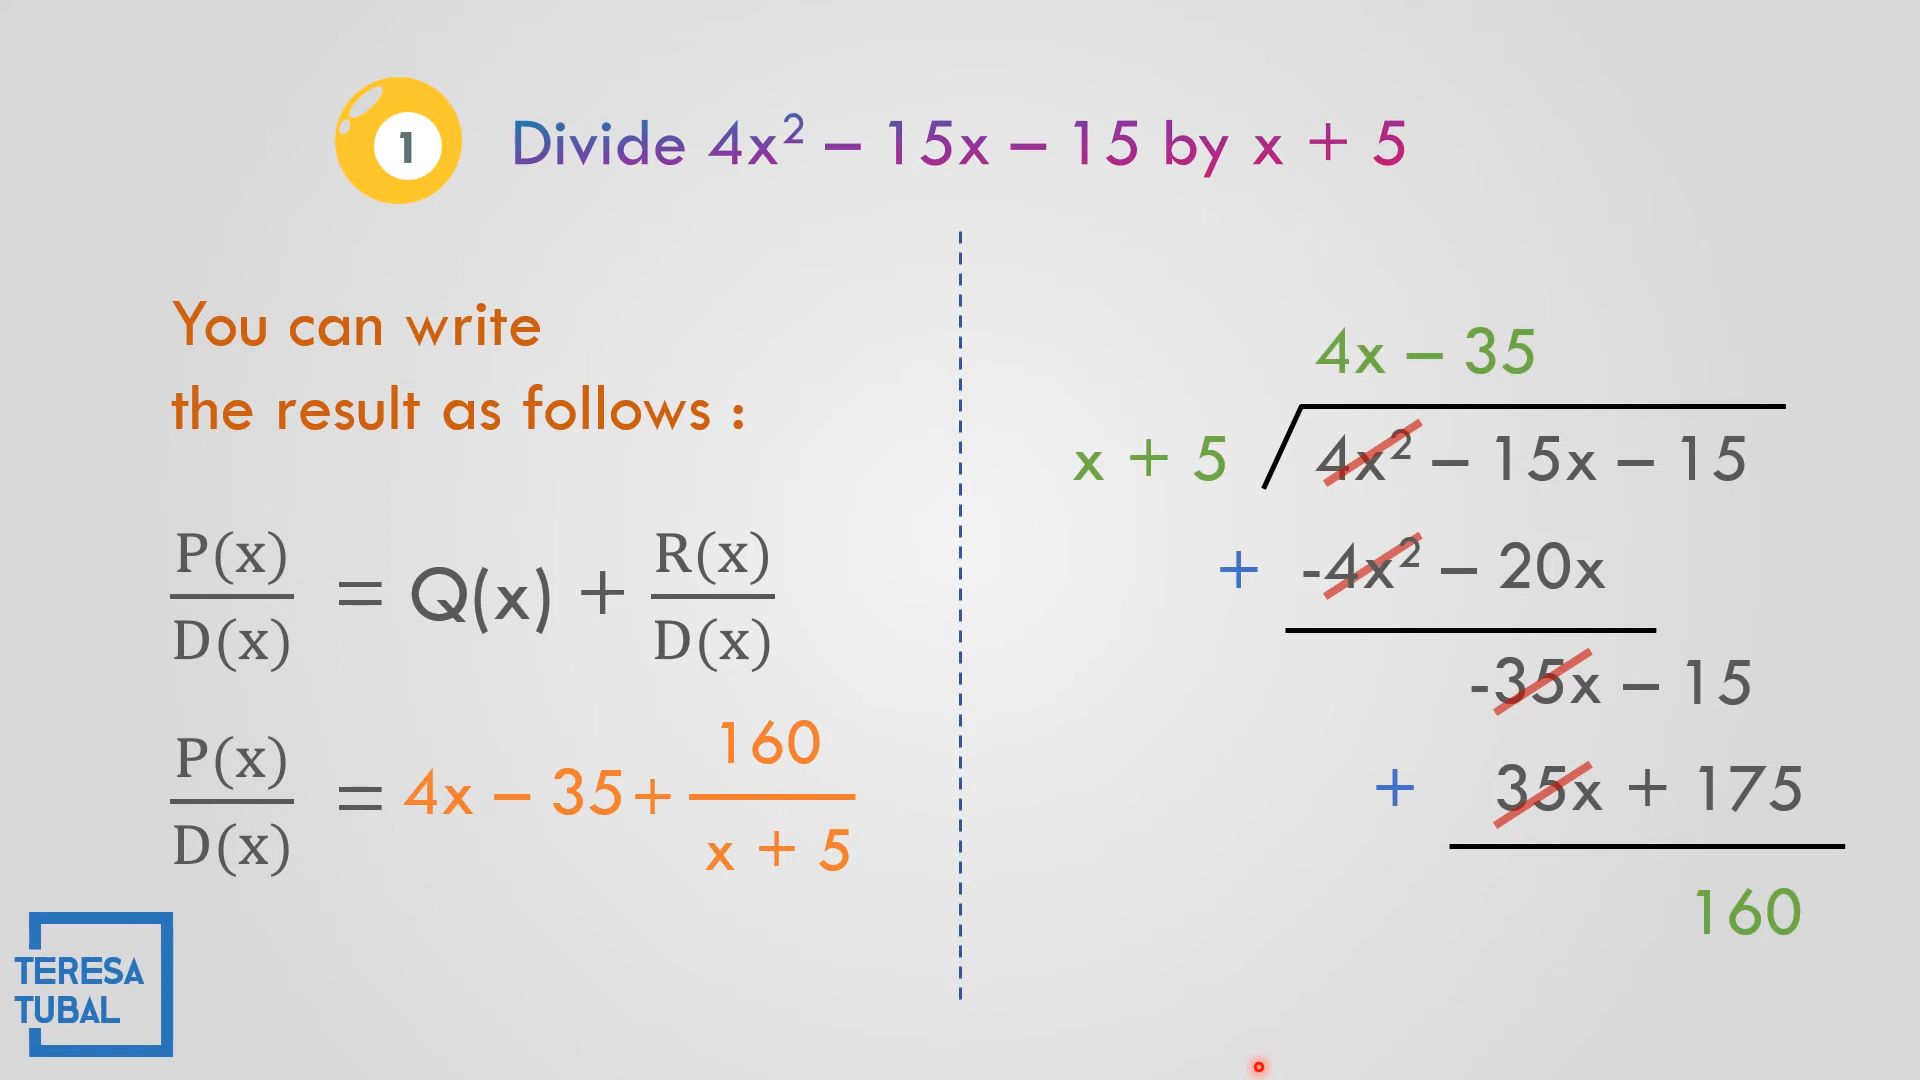 1
Divide 4x² – 15x – 15 by x + 5
You can write
the result as follows :
P(x)/D(x) = Q(x) + R(x)/D(x)
P(x)/D(x) = 4x – 35 + 160/(x + 5)
4x – 35
x + 5 4x² – 15x – 15
+ -4x² – 20x
-35x – 15
+ 35x + 175
160
TERESA
TUBAL